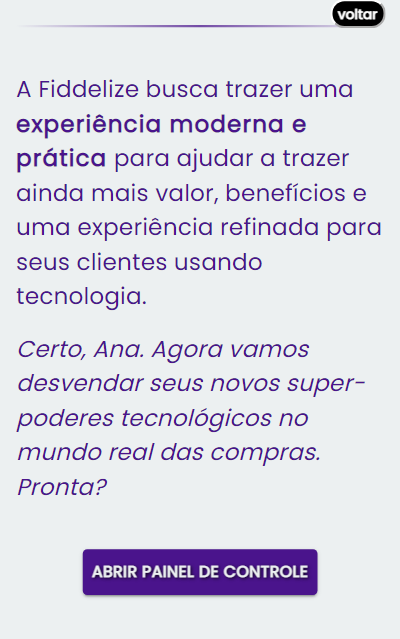 voltar
A Fiddelize busca trazer uma
experiência moderna e
prática para ajudar a trazer
ainda mais valor, benefícios e
uma experiência refinada para
seus clientes usando
tecnologia.
Certo, Ana. Agora vamos
desvendar seus novos super-
poderes tecnológicos no
mundo real das compras.
Pronta?
ABRIR PAINEL DE CONTROLE